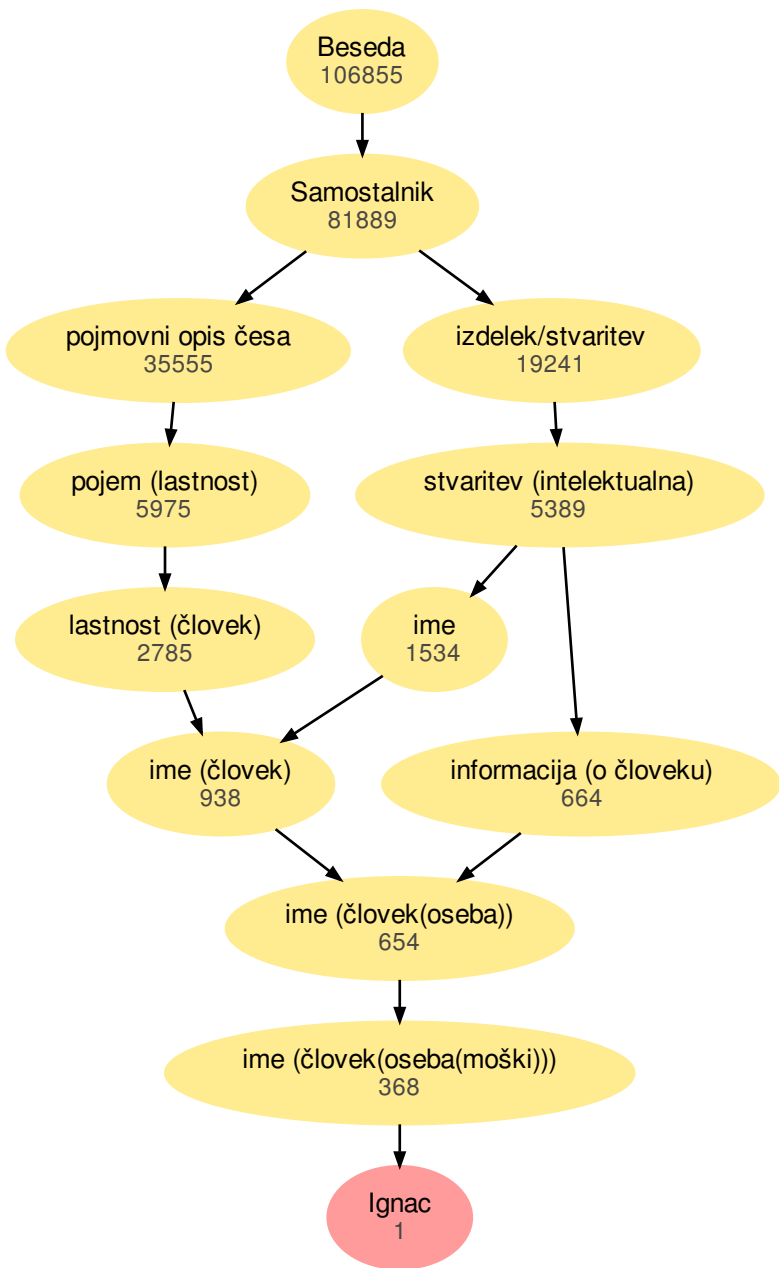 Beseda
106855
Samostalnik
81889
pojmovni opis česa
35555
izdelek/stvaritev
19241
pojem (lastnost)
5975
stvaritev (intelektualna)
5389
lastnost (človek)
2785
ime
1534
ime (človek)
938
informacija (o človeku)
664
ime (človek(oseba))
654
ime (človek(oseba(moški)))
368
Ignac
1